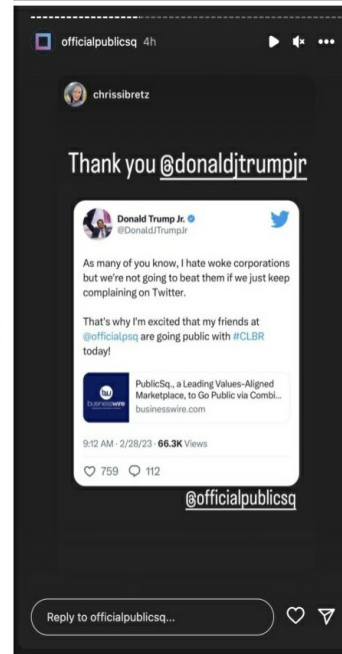 officialpublicsq 4h
chrissibretz
Thank you @donaldjtrumpjr
Donald Trump Jr.
@DonaldJTrumpJr
As many of you know, I hate woke corporations
but we're not going to beat them if we just keep
complaining on Twitter.
That's why I'm excited that my friends at
@officialpsq are going public with #CLBR
today!
bw
businesswire
PublicSq., a Leading Values-Aligned
Marketplace, to Go Public via Combi...
businesswire.com
9:12 AM · 2/28/23 · 66.3K Views
759 112
@officialpublicsq
Reply to officialpublicsq...